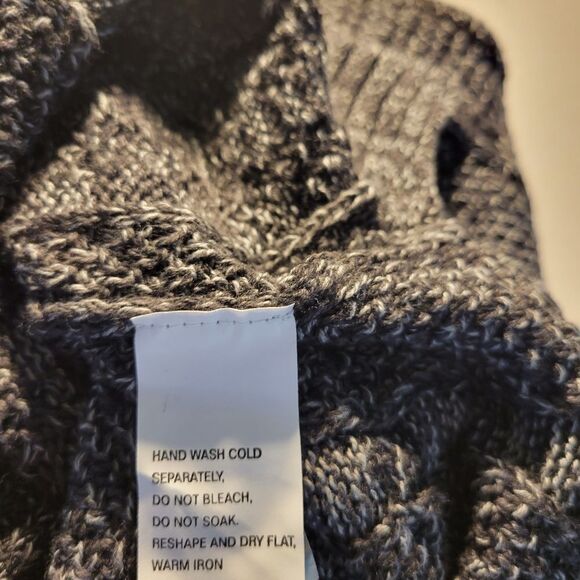 HAND WASH COLD
SEPARATELY,
DO NOT BLEACH,
DO NOT SOAK.
RESHAPE AND DRY FLAT,
WARM IRON